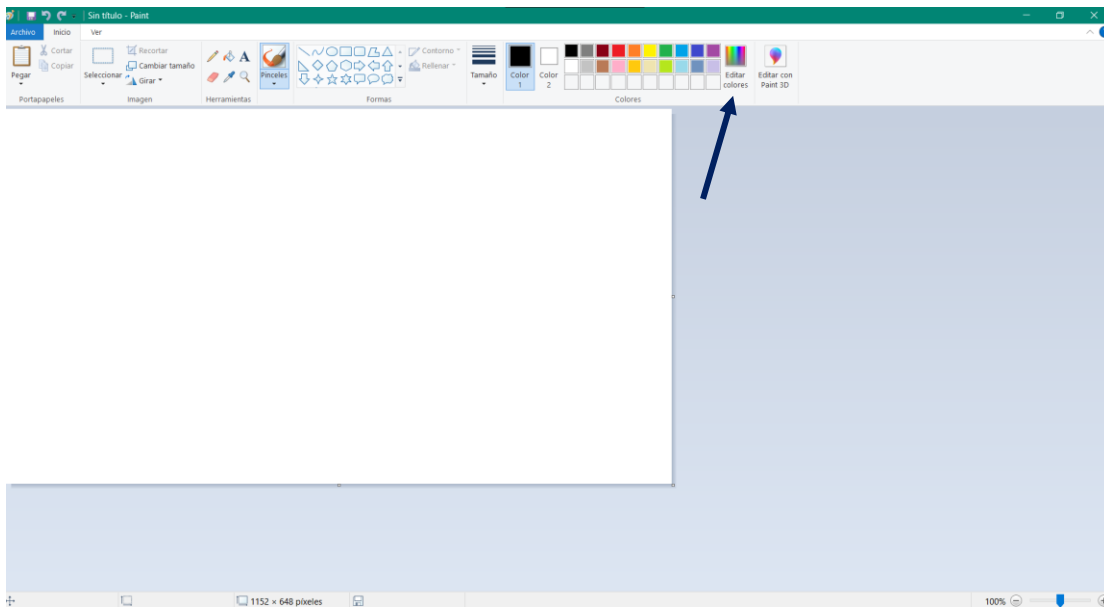 Sin título - Paint
Archivo Inicio Ver
Pegar
Cortar
Copiar
Portapapeles
Seleccionar
Recortar
Cambiar tamaño
Girar
Imagen
A
Herramientas
Pinceles
Contorno
Rellenar
Formas
Tamaño
Color
1
Color
2
Colores
Editar
colores
Editar con
Paint 3D
1152 × 648 píxeles
100%